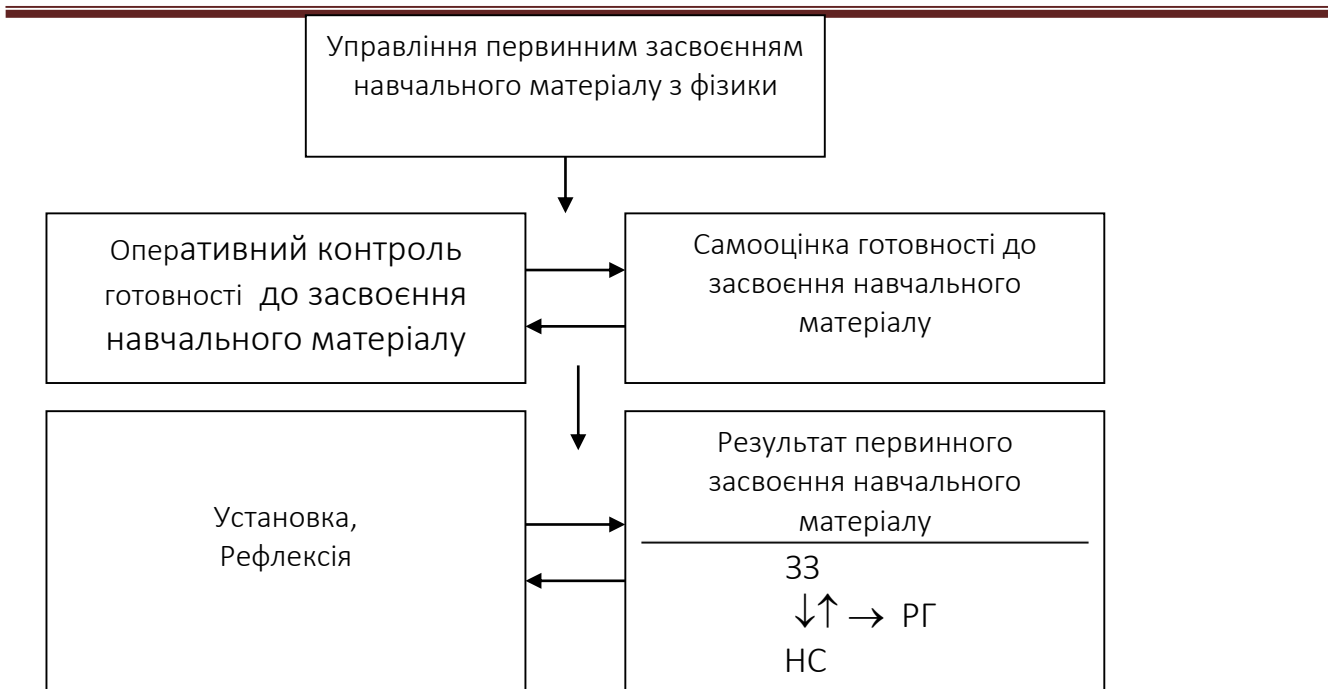 Управління первинним засвоєнням
навчального матеріалу з фізики
Оперативний контроль
готовності до засвоєння
навчального матеріалу
Самооцінка готовності до
засвоєння навчального
матеріалу
Установка,
Рефлексія
Результат первинного
засвоєння навчального
матеріалу
ЗЗ
↓↑ → РГ
НС